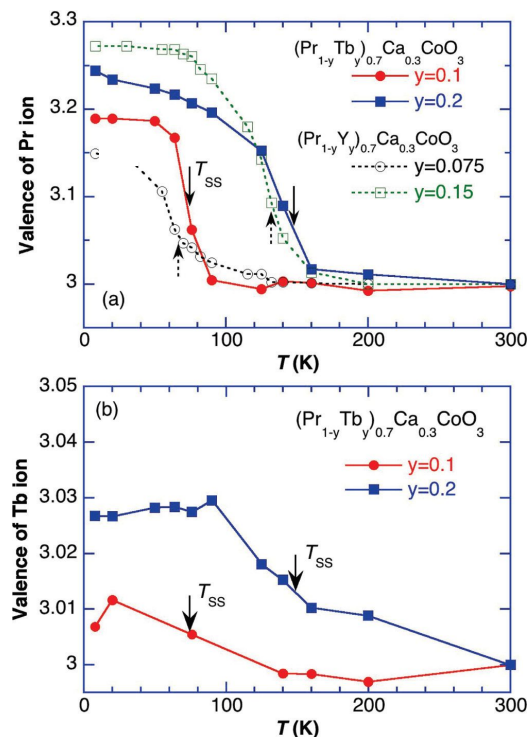 3.3
(Pr1-yTby)0.7Ca0.3CoO3
y=0.1
y=0.2
(Pr1-yYy)0.7Ca0.3CoO3
y=0.075
y=0.15
3.2
3.1
3
Valence of Pr ion
TSS
(a)
0 100 200 300
T (K)
3.05
(b)
(Pr1-yTby)0.7Ca0.3CoO3
y=0.1
y=0.2
3.04
3.03
3.02
3.01
3
Valence of Tb ion
TSS
TSS
0 100 200 300
T (K)